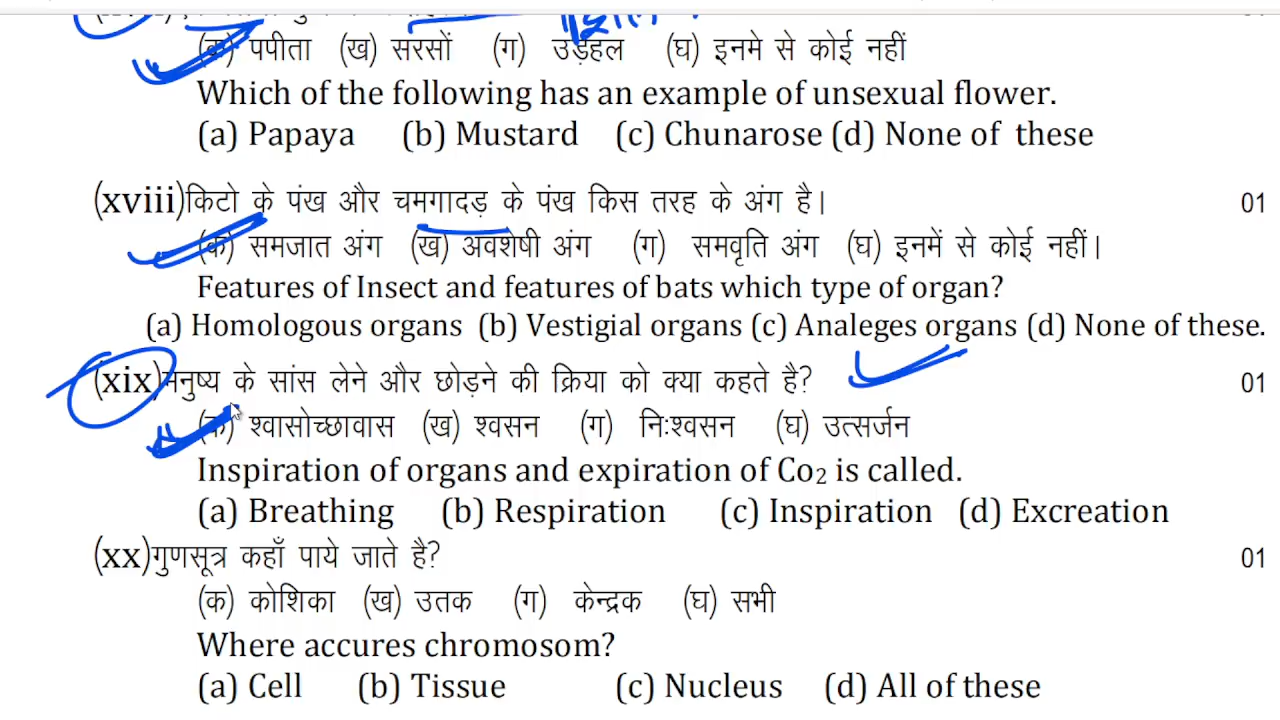 (क) पपीता (ख) सरसों (ग) उड़हल (घ) इनमे से कोई नहीं
Which of the following has an example of unsexual flower.
(a) Papaya (b) Mustard (c) Chunarose (d) None of these
(xviii)किटो के पंख और चमगादड़ के पंख किस तरह के अंग है। 01
(क) समजात अंग (ख) अवशेषी अंग (ग) समवृति अंग (घ) इनमें से कोई नहीं।
Features of Insect and features of bats which type of organ?
(a) Homologous organs (b) Vestigial organs (c) Analeges organs (d) None of these.
(xix)मनुष्य के सांस लेने और छोड़ने की क्रिया को क्या कहते है? 01
(क) श्वासोच्छावास (ख) श्वसन (ग) निःश्वसन (घ) उत्सर्जन
Inspiration of organs and expiration of Co₂ is called.
(a) Breathing (b) Respiration (c) Inspiration (d) Excreation
(xx)गुणसूत्र कहाँ पाये जाते है? 01
(क) कोशिका (ख) उतक (ग) केन्द्रक (घ) सभी
Where accures chromosom?
(a) Cell (b) Tissue (c) Nucleus (d) All of these